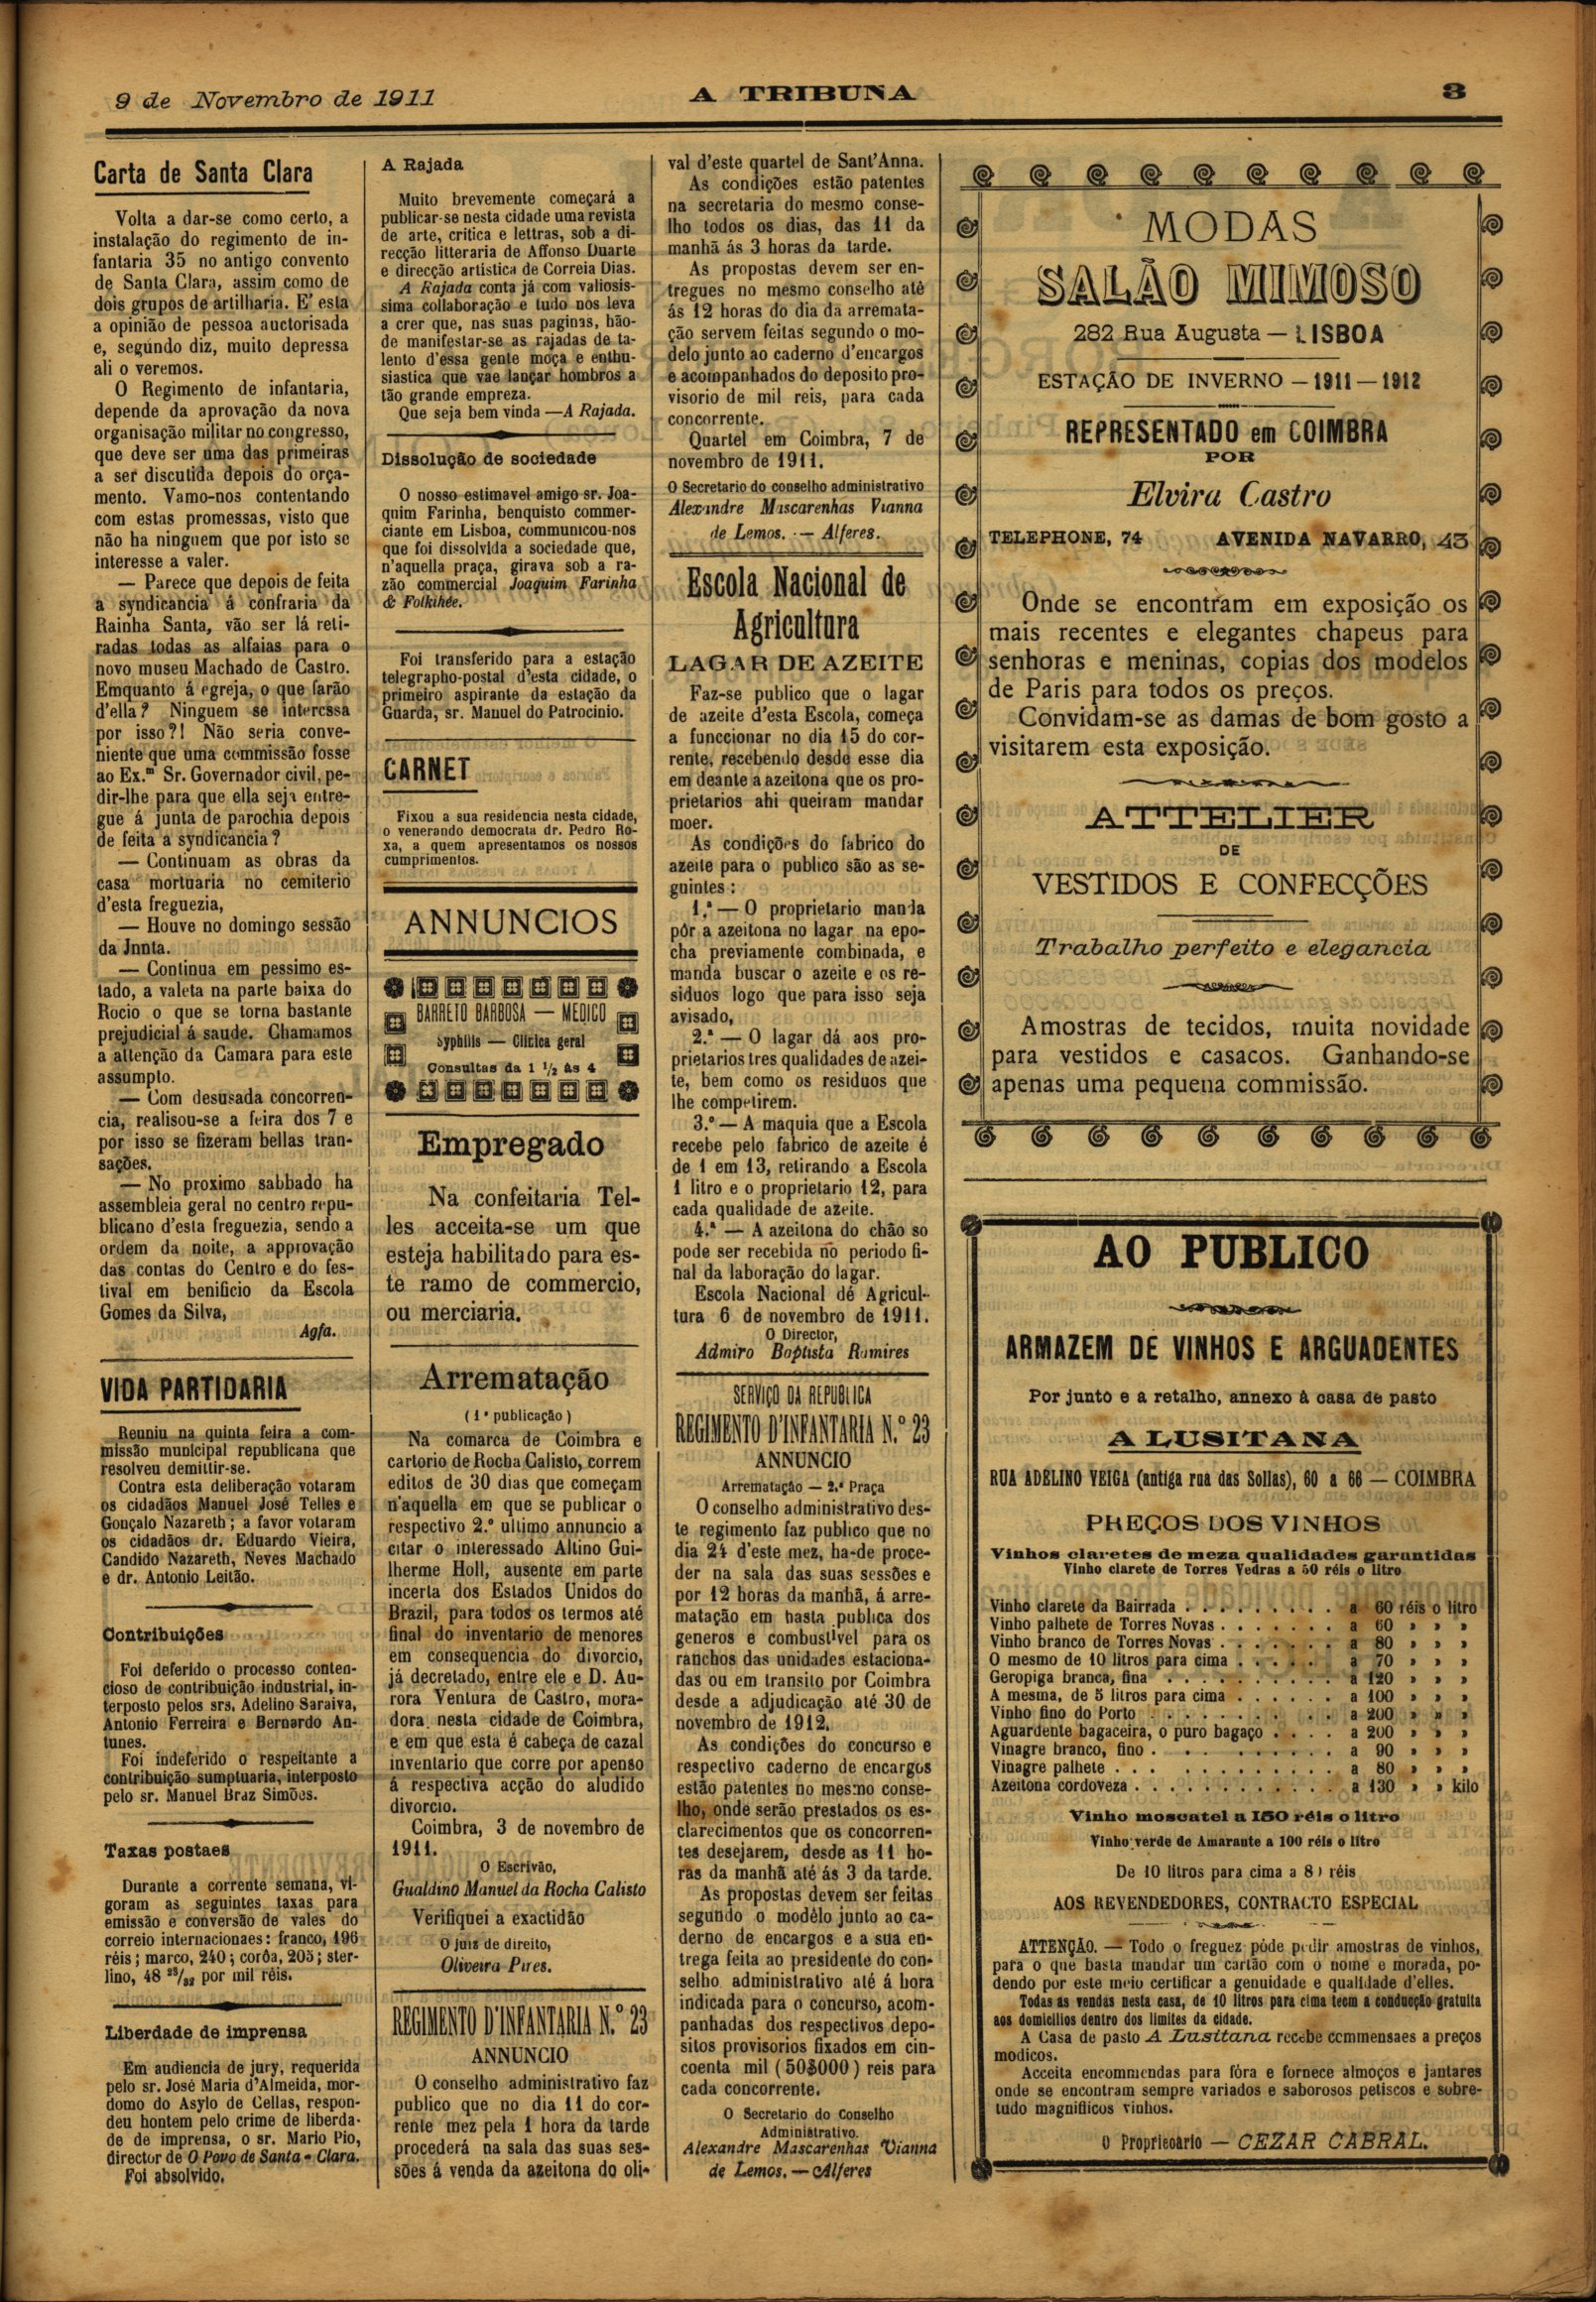 9 de Novembro de 1911
A TRIBUNA
3
Carta de Santa Clara
Volta a dar-se como certo, a
instalação do regimento de in-
fantaria 35 no antigo convento
de Santa Clara, assim como de
dois grupos de artilharia. E' esta
a opinião de pessoa auctorisada
e, segundo diz, muito depressa
ali o veremos.
O Regimento de infantaria,
depende da aprovação da nova
organisação militar no congresso,
que deve ser uma das primeiras
a ser discutida depois do orça-
mento. Vamo-nos contentando
com estas promessas, visto que
não ha ninguem que por isto se
interesse a valer.
— Parece que depois de feita
a syndicancia á confraria da
Rainha Santa, vão ser lá reti-
radas todas as alfaias para o
novo museu Machado de Castro.
Emquanto á egreja, o que farão
d'ella? Ninguem se interessa
por isso?! Não seria conve-
niente que uma commissão fosse
ao Ex.ᵐ Sr. Governador civil, pe-
dir-lhe para que ella seja entre-
gue á junta de parochia depois
de feita a syndicancia?
— Continuam as obras da
casa mortuaria no cemiterio
d'esta freguezia,
— Houve no domingo sessão
da Jnnta.
— Continua em pessimo es-
tado, a valeta na parte baixa do
Rocio o que se torna bastante
prejudicial á saude. Chamamos
a attenção da Camara para este
assumpto.
— Com desusada concorren-
cia, realisou-se a feira dos 7 e
por isso se fizeram bellas tran-
sações.
— No proximo sabbado ha
assembleia geral no centro repu-
blicano d'esta freguezia, sendo a
ordem da noite, a approvação
das contas do Centro e do fes-
tival em benificio da Escola
Gomes da Silva,
Agfa.
VIDA PARTIDARIA
Reuniu na quinta feira a com-
missão municipal republicana que
resolveu demittir-se.
Contra esta deliberação votaram
os cidadãos Manuel José Telles e
Gonçalo Nazareth; a favor votaram
os cidadãos dr. Eduardo Vieira,
Candido Nazareth, Neves Machado
e dr. Antonio Leitão.
Contribuições
Foi deferido o processo conten-
cioso de contribuição industrial, in-
terposto pelos srs. Adelino Saraiva,
Antonio Ferreira e Bernardo An-
tunes.
Foi indeferido o respeitante a
contribuição sumptuaria, interposto
pelo sr. Manuel Braz Simões.
Taxas postaes
Durante a corrente semana, vi-
goram as seguintes taxas para
emissão e conversão de vales do
correio internacionaes: franco, 196
réis; marco, 240; corôa, 205; ster-
lino, 48 ²³/₃₂ por mil réis.
Liberdade de imprensa
Em audiencia de jury, requerida
pelo sr. José Maria d'Almeida, mor-
domo do Asylo de Cellas, respon-
deu hontem pelo crime de liberda-
de de imprensa, o sr. Mario Pio,
director de O Povo de Santa-Clara.
Foi absolvido.
A Rajada
Muito brevemente começará a
publicar-se nesta cidade uma revista
de arte, critica e lettras, sob a di-
recção litteraria de Affonso Duarte
e direcção artistica de Correia Dias.
A Rajada conta já com valiosis-
sima collaboração e tudo nos leva
a crer que, nas suas paginas, hão-
de manifestar-se as rajadas de ta-
lento d'essa gente moça e enthu-
siastica que vae lançar hombros a
tão grande empreza.
Que seja bem vinda — A Rajada.
Dissolução de sociedade
O nosso estimavel amigo sr. Joa-
quim Farinha, benquisto commer-
ciante em Lisboa, communicou-nos
que foi dissolvida a sociedade que,
n'aquella praça, girava sob a ra-
zão commercial Joaquim Farinha
& Folkihée.
Foi transferido para a estação
telegrapho-postal d'esta cidade, o
primeiro aspirante da estação da
Guarda, sr. Manuel do Patrocinio.
CARNET
Fixou a sua residencia nesta cidade,
o venerando democrata dr. Pedro Ro-
xa, a quem apresentamos os nossos
cumprimentos.
ANNUNCIOS
BARRETO BARBOSA — MEDICO
Syphilis — Clinica geral
Consultas da 1 ¹/₂ ás 4
Empregado
Na confeitaria Tel-
les acceita-se um que
esteja habilitado para es-
te ramo de commercio,
ou merciaria.
Arrematação
(1ª publicação)
Na comarca de Coimbra e
cartorio de Rocha Calisto, correm
editos de 30 dias que começam
n'aquella em que se publicar o
respectivo 2.º ultimo annuncio a
citar o interessado Altino Gui-
lherme Holl, ausente em parte
incerta dos Estados Unidos do
Brazil, para todos os termos até
final do inventario de menores
em consequencia do divorcio,
já decretado, entre ele e D. Au-
rora Ventura de Castro, mora-
dora nesta cidade de Coimbra,
e em que esta é cabeça de cazal
inventario que corre por apenso
á respectiva acção do aludido
divorcio.
Coimbra, 3 de novembro de
1911.
O Escrivão,
Gualdino Manuel da Rocha Calisto
Verifiquei a exactidão
O juiz de direito,
Oliveira Pires.
REGIMENTO D'INFANTARIA N.º 23
ANNUNCIO
O conselho administrativo faz
publico que no dia 11 do cor-
rente mez pela 1 hora da tarde
procederá na sala das suas ses-
sões á venda da azeitona do oli-
val d'este quartel de Sant'Anna.
As condições estão patentes
na secretaria do mesmo conse-
lho todos os dias, das 11 da
manhã ás 3 horas da tarde.
As propostas devem ser en-
tregues no mesmo conselho até
ás 12 horas do dia da arremata-
ção servem feitas segundo o mo-
delo junto ao caderno d'encargos
e acompanhados do deposito pro-
visorio de mil reis, para cada
concorrente.
Quartel em Coimbra, 7 de
novembro de 1911.
O Secretario do conselho administrativo
Alexandre Mascarenhas Vianna
de Lemos. — Alferes.
Escola Nacional de
Agricultura
LAGAR DE AZEITE
Faz-se publico que o lagar
de azeite d'esta Escola, começa
a funccionar no dia 15 do cor-
rente, recebendo desde esse dia
em deante a azeitona que os pro-
prietarios ahi queiram mandar
moer.
As condições do fabrico do
azeite para o publico são as se-
guintes:
1.ª — O proprietario manda
pôr a azeitona no lagar na epo-
cha previamente combinada, e
manda buscar o azeite e os re-
siduos logo que para isso seja
avisado,
2.ª — O lagar dá aos pro-
prietarios tres qualidades de azei-
te, bem como os residuos que
lhe competirem.
3.ª — A maquia que a Escola
recebe pelo fabrico de azeite é
de 1 em 13, retirando a Escola
1 litro e o proprietario 12, para
cada qualidade de azeite.
4.ª — A azeitona do chão so
pode ser recebida no periodo fi-
nal da laboração do lagar.
Escola Nacional dé Agricul-
tura 6 de novembro de 1911.
O Director,
Admiro Baptista Ramires
SERVIÇO DA REPUBLICA
REGIMENTO D'INFANTARIA N.º 23
ANNUNCIO
Arrematação — 2.ª Praça
O conselho administrativo des-
te regimento faz publico que no
dia 24 d'este mez, ha-de proce-
der na sala das suas sessões e
por 12 horas da manhã, á arre-
matação em hasta publica dos
generos e combustivel para os
ranchos das unidades estaciona-
das ou em transito por Coimbra
desde a adjudicação até 30 de
novembro de 1912.
As condições do concurso e
respectivo caderno de encargos
estão patentes no mesmo conse-
lho, onde serão prestados os es-
clarecimentos que os concorren-
tes desejarem, desde as 11 ho-
ras da manhã até ás 3 da tarde.
As propostas devem ser feitas
segundo o modêlo junto ao ca-
derno de encargos e a sua en-
trega feita ao presidente do con-
selho administrativo até á hora
indicada para o concurso, acom-
panhadas dos respectivos depo-
sitos provisorios fixados em cin-
coenta mil (50$000) reis para
cada concorrente.
O Secretario do Conselho
Administrativo.
Alexandre Mascarenhas Vianna
de Lemos. — Alferes
MODAS
SALÃO MIMOSO
282 Rua Augusta — LISBOA
ESTAÇÃO DE INVERNO — 1911 — 1912
REPRESENTADO em COIMBRA
POR
Elvira Castro
TELEPHONE, 74 AVENIDA NAVARRO, 43
Onde se encontram em exposição os
mais recentes e elegantes chapeus para
senhoras e meninas, copias dos modelos
de Paris para todos os preços.
Convidam-se as damas de bom gosto a
visitarem esta exposição.
ATTELIER
DE
VESTIDOS E CONFECÇÕES
Trabalho perfeito e elegancia
Amostras de tecidos, muita novidade
para vestidos e casacos. Ganhando-se
apenas uma pequena commissão.
AO PUBLICO
ARMAZEM DE VINHOS E ARGUADENTES
Por junto e a retalho, annexo á casa de pasto
A LUSITANA
RUA ADELINO VEIGA (antiga rua das Sollas), 60 a 66 — COIMBRA
PREÇOS DOS VINHOS
Vinhos claretes de meza qualidades garantidas
Vinho clarete de Torres Vedras a 50 réis o litro
Vinho clarete da Bairrada . . . . . . . . . a 60 réis o litro
Vinho palhete de Torres Novas . . . . . . . a 60 » » »
Vinho branco de Torres Novas . . . . . . . a 80 » » »
O mesmo de 10 litros para cima . . . . . a 70 » » »
Geropiga branca, fina . . . . . . . . . . a 120 » » »
A mesma, de 5 litros para cima . . . . . . a 100 » » »
Vinho fino do Porto . . . . . . . . . a 200 » » »
Aguardente bagaceira, o puro bagaço . . . . a 200 » » »
Vinagre branco, fino . . . . . . . . . a 90 » » »
Vinagre palhete . . . . . . . . . . . a 80 » » »
Azeitona cordoveza . . . . . . . . . . . . a 130 » » kilo
Vinho moscatel a 150 réis o litro
Vinho verde de Amarante a 100 réis o litro
De 10 litros para cima a 80 réis
AOS REVENDEDORES, CONTRACTO ESPECIAL
ATTENÇÃO. — Todo o freguez póde pedir amostras de vinhos,
para o que basta mandar um cartão com o nome e morada, po-
dendo por este meio certificar a genuidade e qualidade d'elles.
Todas as vendas nesta casa, de 10 litros para cima teem a conducção gratuita
aos domicilios dentro dos limites da cidade.
A Casa de pasto A Lusitana recebe commensaes a preços
modicos.
Acceita encommendas para fóra e fornece almoços e jantares
onde se encontram sempre variados e saborosos petiscos e sobre-
tudo magnificos vinhos.
O Proprieoario — CEZAR CABRAL.